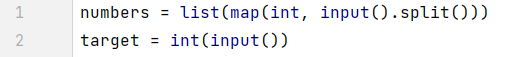 1 numbers = list(map(int, input().split()))
2 target = int(input())